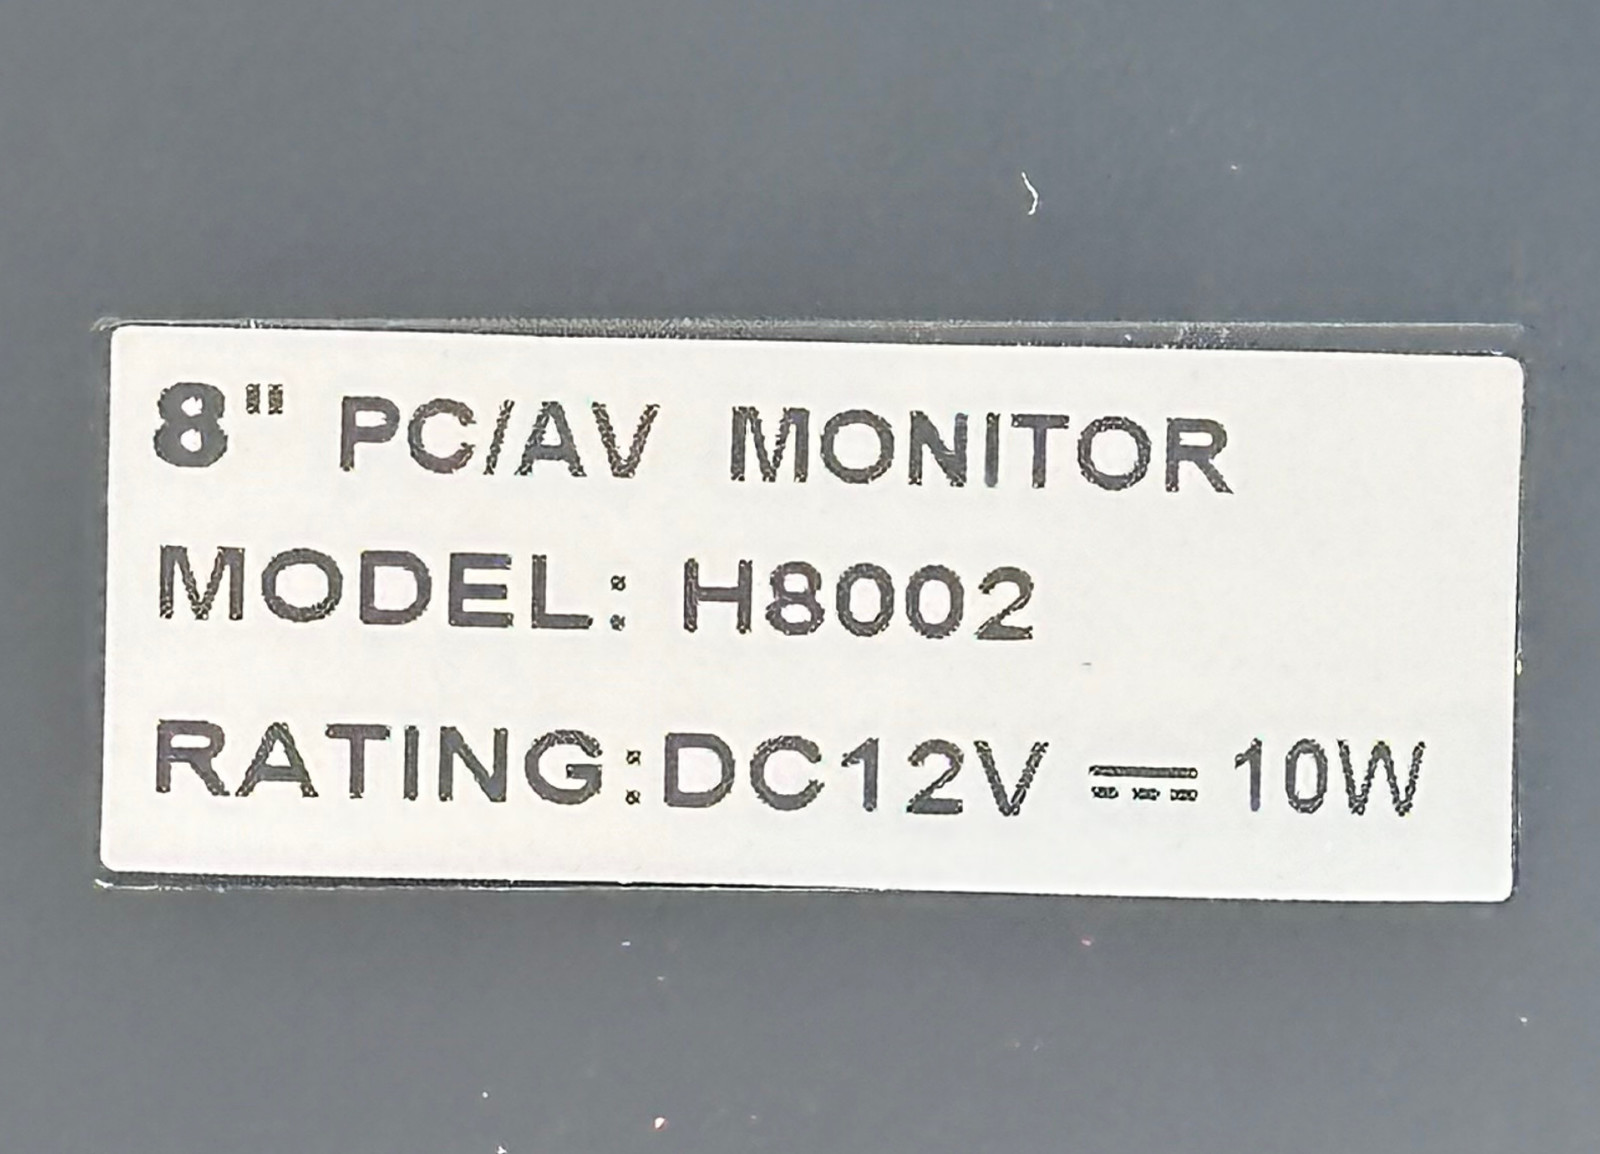 8" PC/AV MONITOR
MODEL: H8002
RATING:DC12V ⎓ 10W